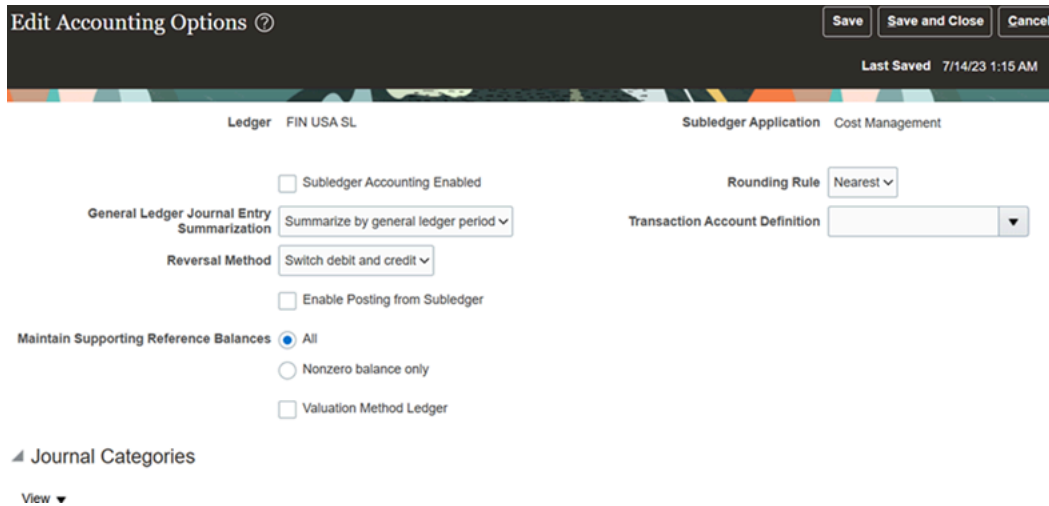 Edit Accounting Options
Save Save and Close Cancel
Last Saved 7/14/23 1:15 AM
Ledger FIN USA SL Subledger Application Cost Management
Subledger Accounting Enabled Rounding Rule Nearest
General Ledger Journal Entry
Summarization Summarize by general ledger period Transaction Account Definition
Reversal Method Switch debit and credit
Enable Posting from Subledger
Maintain Supporting Reference Balances All
Nonzero balance only
Valuation Method Ledger
Journal Categories
View